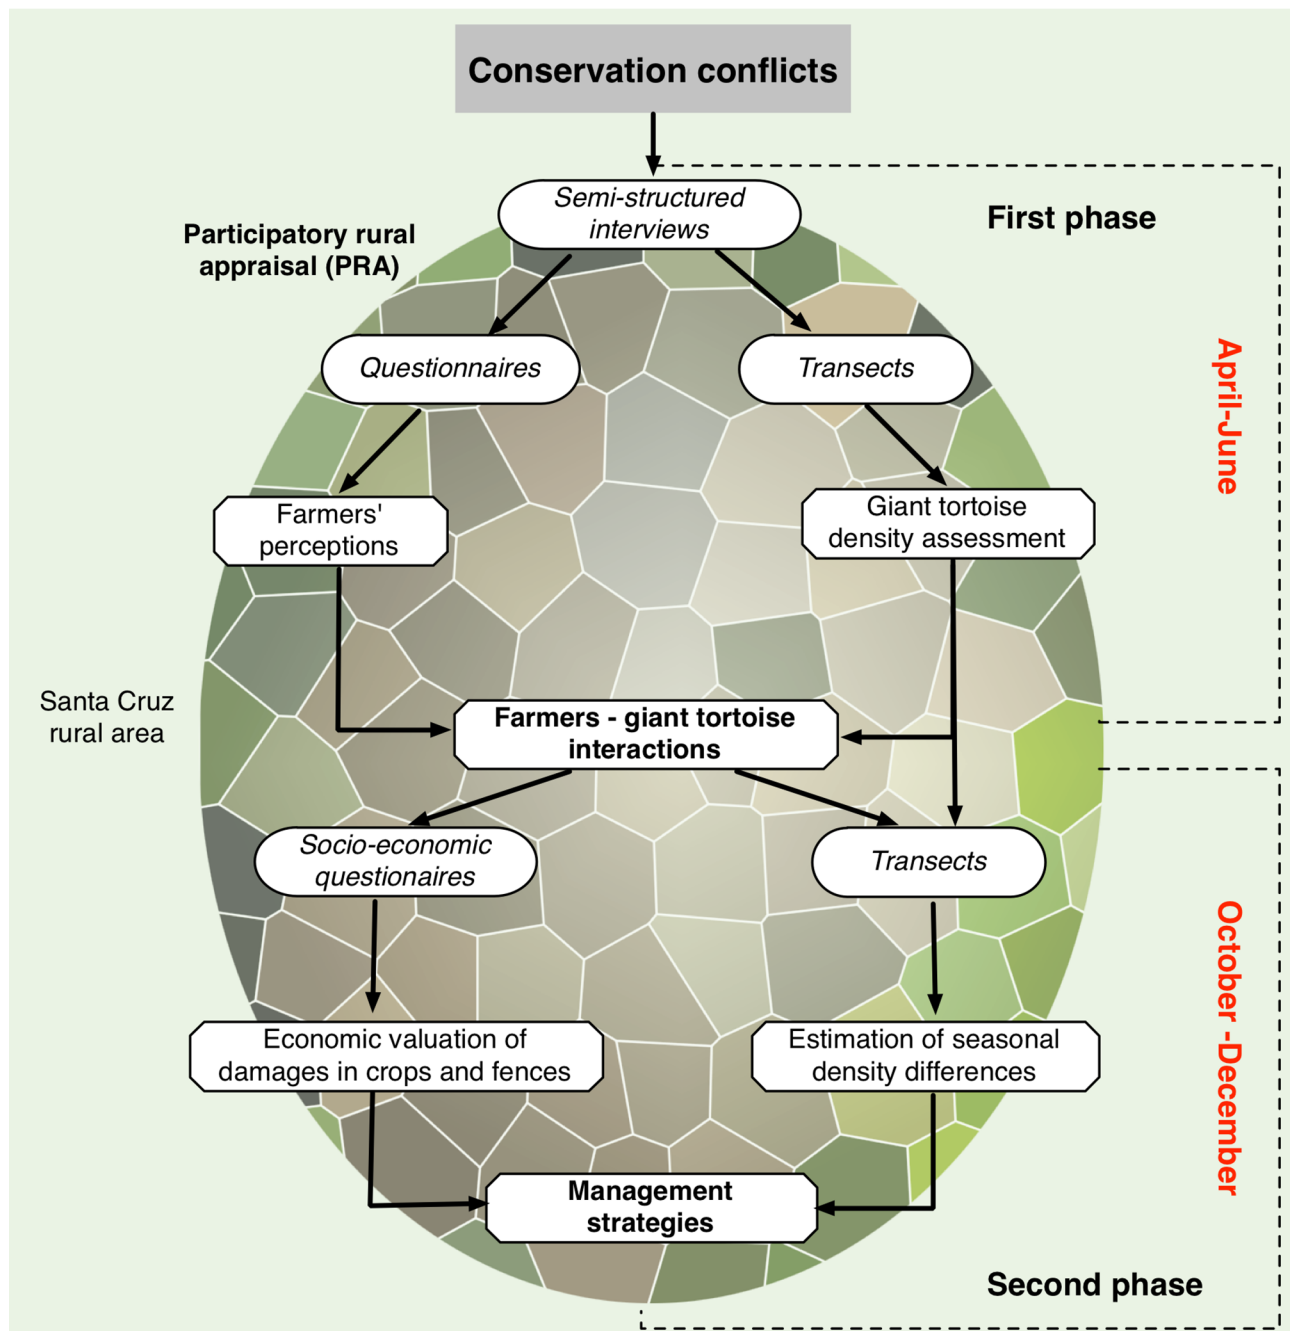 Conservation conflicts
Semi-structured
interviews
First phase
Participatory rural
appraisal (PRA)
Questionnaires
Transects
April-June
Farmers'
perceptions
Giant tortoise
density assessment
Santa Cruz
rural area
Farmers - giant tortoise
interactions
Socio-economic
questionaires
Transects
October -December
Economic valuation of
damages in crops and fences
Estimation of seasonal
density differences
Management
strategies
Second phase